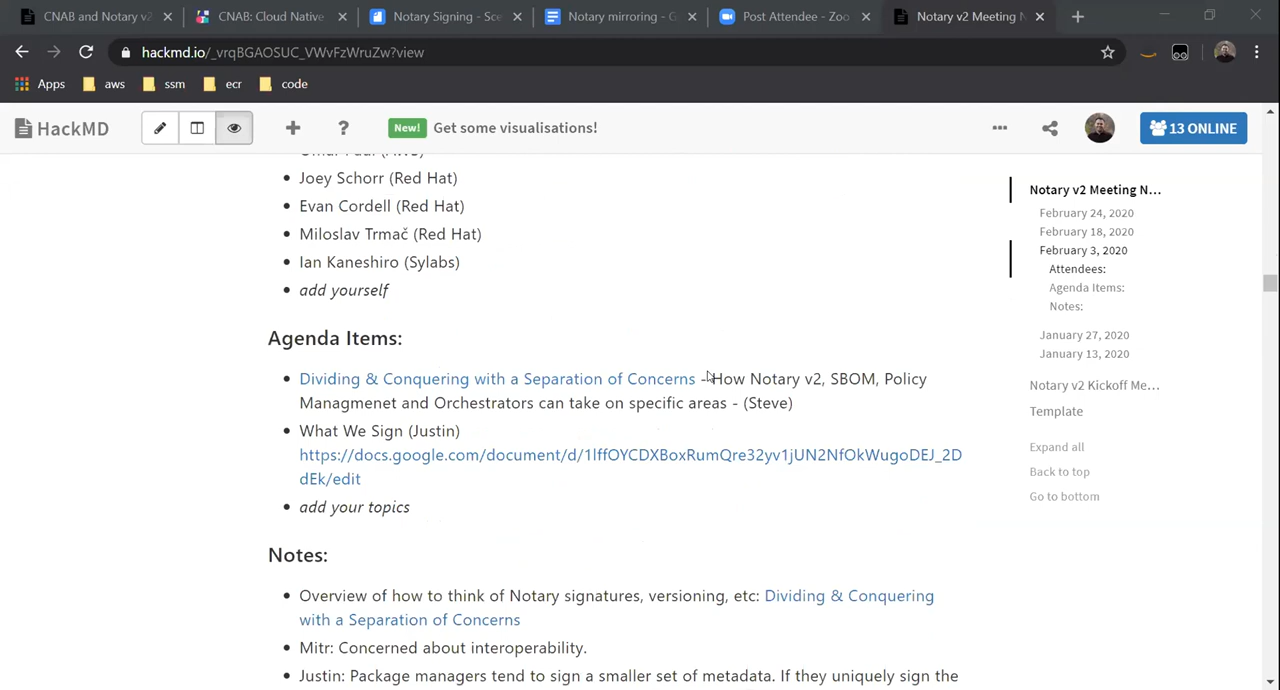 CNAB and Notary v2
CNAB: Cloud Native
Notary Signing - Sce
Notary mirroring - G
Post Attendee - Zoo
Notary v2 Meeting N
hackmd.io/_vrqBGAOSUC_VWvFzWruZw?view
Apps
aws
ssm
ecr
code
HackMD
New! Get some visualisations!
13 ONLINE
Joey Schorr (Red Hat)
Evan Cordell (Red Hat)
Miloslav Trmač (Red Hat)
Ian Kaneshiro (Sylabs)
add yourself
Agenda Items:
Dividing & Conquering with a Separation of Concerns - How Notary v2, SBOM, Policy
Managmenet and Orchestrators can take on specific areas - (Steve)
What We Sign (Justin)
https://docs.google.com/document/d/1lffOYCDXBoxRumQre32yv1jUN2NfOkWugoDEJ_2D
dEk/edit
add your topics
Notes:
Overview of how to think of Notary signatures, versioning, etc: Dividing & Conquering
with a Separation of Concerns
Mitr: Concerned about interoperability.
Justin: Package managers tend to sign a smaller set of metadata. If they uniquely sign the
Notary v2 Meeting N...
February 24, 2020
February 18, 2020
February 3, 2020
Attendees:
Agenda Items:
Notes:
January 27, 2020
January 13, 2020
Notary v2 Kickoff Me...
Template
Expand all
Back to top
Go to bottom